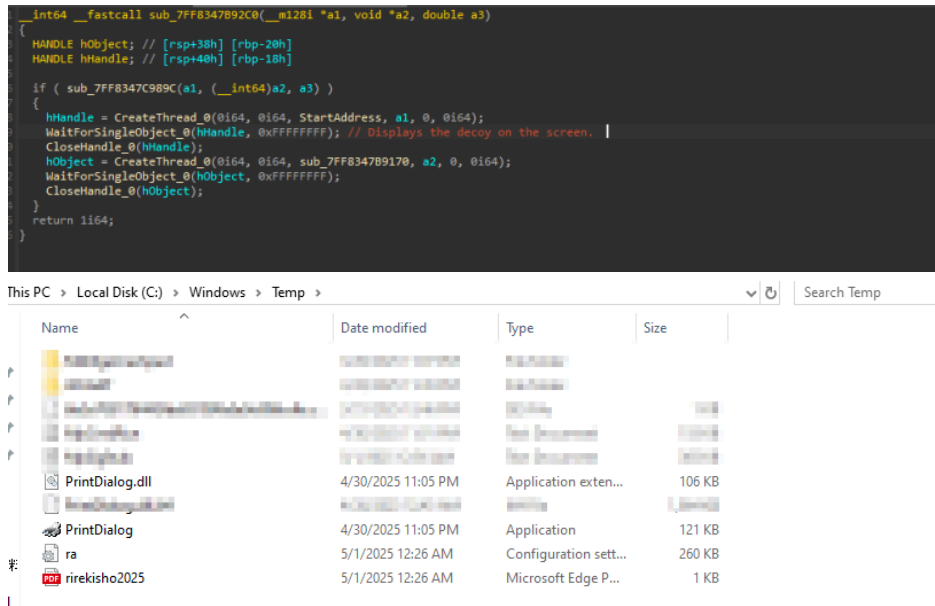 __int64 __fastcall sub_7FF8347B92C0(__m128i *a1, void *a2, double a3)
{
HANDLE hObject; // [rsp+38h] [rbp-20h]
HANDLE hHandle; // [rsp+40h] [rbp-18h]
if ( sub_7FF8347C989C(a1, (__int64)a2, a3) )
{
hHandle = CreateThread_0(0i64, 0i64, StartAddress, a1, 0, 0i64);
WaitForSingleObject_0(hHandle, 0xFFFFFFFF); // Displays the decoy on the screen.
CloseHandle_0(hHandle);
hObject = CreateThread_0(0i64, 0i64, sub_7FF8347B9170, a2, 0, 0i64);
WaitForSingleObject_0(hObject, 0xFFFFFFFF);
CloseHandle_0(hObject);
}
return 1i64;
}
This PC > Local Disk (C:) > Windows > Temp > Search Temp
Name Date modified Type Size
PrintDialog.dll 4/30/2025 11:05 PM Application exten... 106 KB
PrintDialog 4/30/2025 11:05 PM Application 121 KB
ra 5/1/2025 12:26 AM Configuration sett... 260 KB
PDF rirekisho2025 5/1/2025 12:26 AM Microsoft Edge P... 1 KB